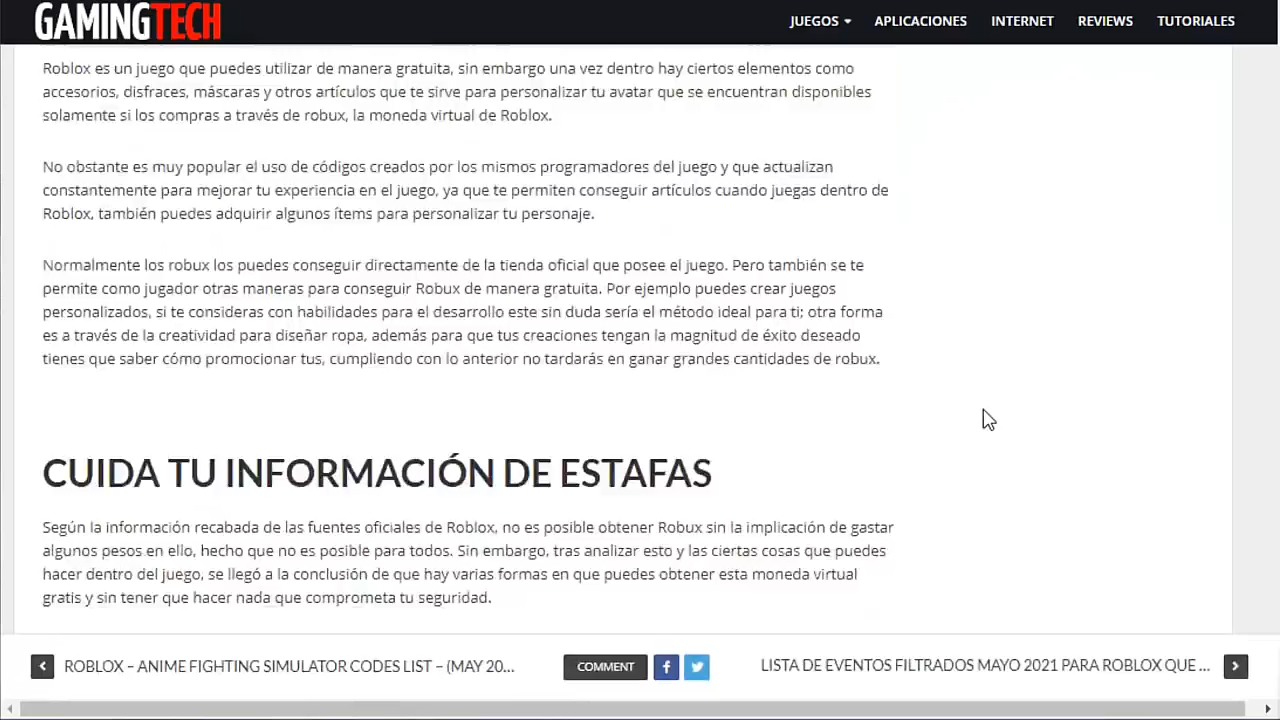 GAMINGTECH
JUEGOS APLICACIONES INTERNET REVIEWS TUTORIALES
Roblox es un juego que puedes utilizar de manera gratuita, sin embargo una vez dentro hay ciertos elementos como
accesorios, disfraces, máscaras y otros artículos que te sirve para personalizar tu avatar que se encuentran disponibles
solamente si los compras a través de robux, la moneda virtual de Roblox.
No obstante es muy popular el uso de códigos creados por los mismos programadores del juego y que actualizan
constantemente para mejorar tu experiencia en el juego, ya que te permiten conseguir artículos cuando juegas dentro de
Roblox, también puedes adquirir algunos ítems para personalizar tu personaje.
Normalmente los robux los puedes conseguir directamente de la tienda oficial que posee el juego. Pero también se te
permite como jugador otras maneras para conseguir Robux de manera gratuita. Por ejemplo puedes crear juegos
personalizados, si te consideras con habilidades para el desarrollo este sin duda sería el método ideal para ti; otra forma
es a través de la creatividad para diseñar ropa, además para que tus creaciones tengan la magnitud de éxito deseado
tienes que saber cómo promocionar tus, cumpliendo con lo anterior no tardarás en ganar grandes cantidades de robux.
CUIDA TU INFORMACIÓN DE ESTAFAS
Según la información recabada de las fuentes oficiales de Roblox, no es posible obtener Robux sin la implicación de gastar
algunos pesos en ello, hecho que no es posible para todos. Sin embargo, tras analizar esto y las ciertas cosas que puedes
hacer dentro del juego, se llegó a la conclusión de que hay varias formas en que puedes obtener esta moneda virtual
gratis y sin tener que hacer nada que comprometa tu seguridad.
ROBLOX – ANIME FIGHTING SIMULATOR CODES LIST – (MAY 20...
COMMENT
LISTA DE EVENTOS FILTRADOS MAYO 2021 PARA ROBLOX QUE ...